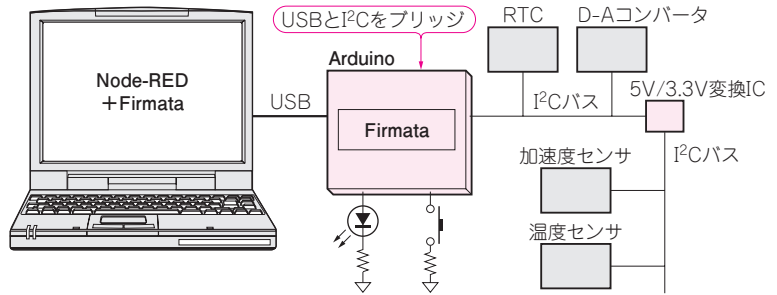 USBとI²Cをブリッジ
RTC
D-Aコンバータ
Arduino
Node-RED
＋Firmata
USB
Firmata
I²Cバス
5V/3.3V変換IC
I²Cバス
加速度センサ
温度センサ